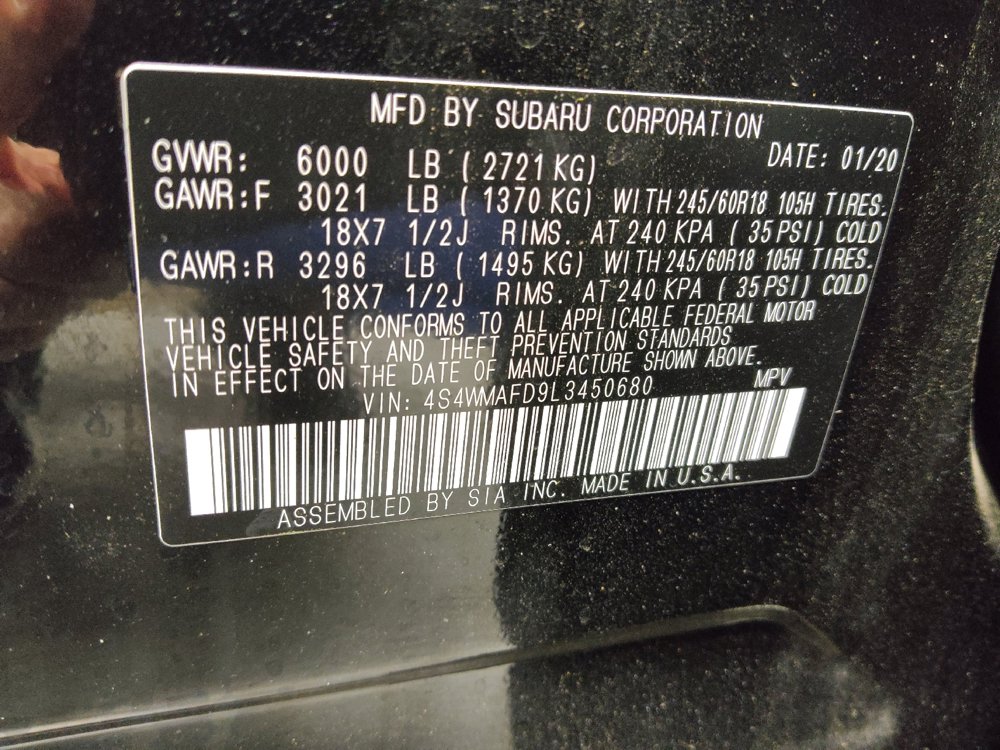 MFD BY SUBARU CORPORATION
GVWR: 6000 LB ( 2721 KG) DATE: 01/20
GAWR:F 3021 LB ( 1370 KG) WITH 245/60R18 105H TIRES.
18X7 1/2J RIMS. AT 240 KPA ( 35 PSI) COLD
GAWR:R 3296 LB ( 1495 KG) WITH 245/60R18 105H TIRES.
18X7 1/2J RIMS. AT 240 KPA ( 35 PSI) COLD
THIS VEHICLE CONFORMS TO ALL APPLICABLE FEDERAL MOTOR
VEHICLE SAFETY AND THEFT PREVENTION STANDARDS
IN EFFECT ON THE DATE OF MANUFACTURE SHOWN ABOVE.
VIN: 4S4WMAFD9L3450680 MPV
ASSEMBLED BY SIA INC. MADE IN U.S.A.